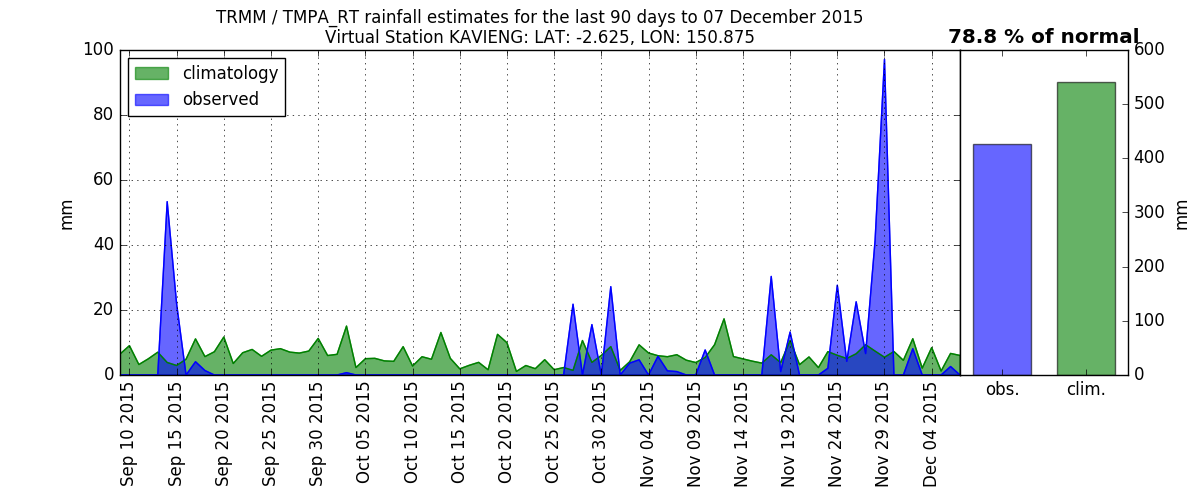 TRMM / TMPA_RT rainfall estimates for the last 90 days to 07 December 2015
Virtual Station KAVIENG: LAT: -2.625, LON: 150.875
78.8 % of normal
climatology
observed
100
80
60
40
20
0
mm
Sep 10 2015
Sep 15 2015
Sep 20 2015
Sep 25 2015
Sep 30 2015
Oct 05 2015
Oct 10 2015
Oct 15 2015
Oct 20 2015
Oct 25 2015
Oct 30 2015
Nov 04 2015
Nov 09 2015
Nov 14 2015
Nov 19 2015
Nov 24 2015
Nov 29 2015
Dec 04 2015
obs.
clim.
600
500
400
300
200
100
0
mm